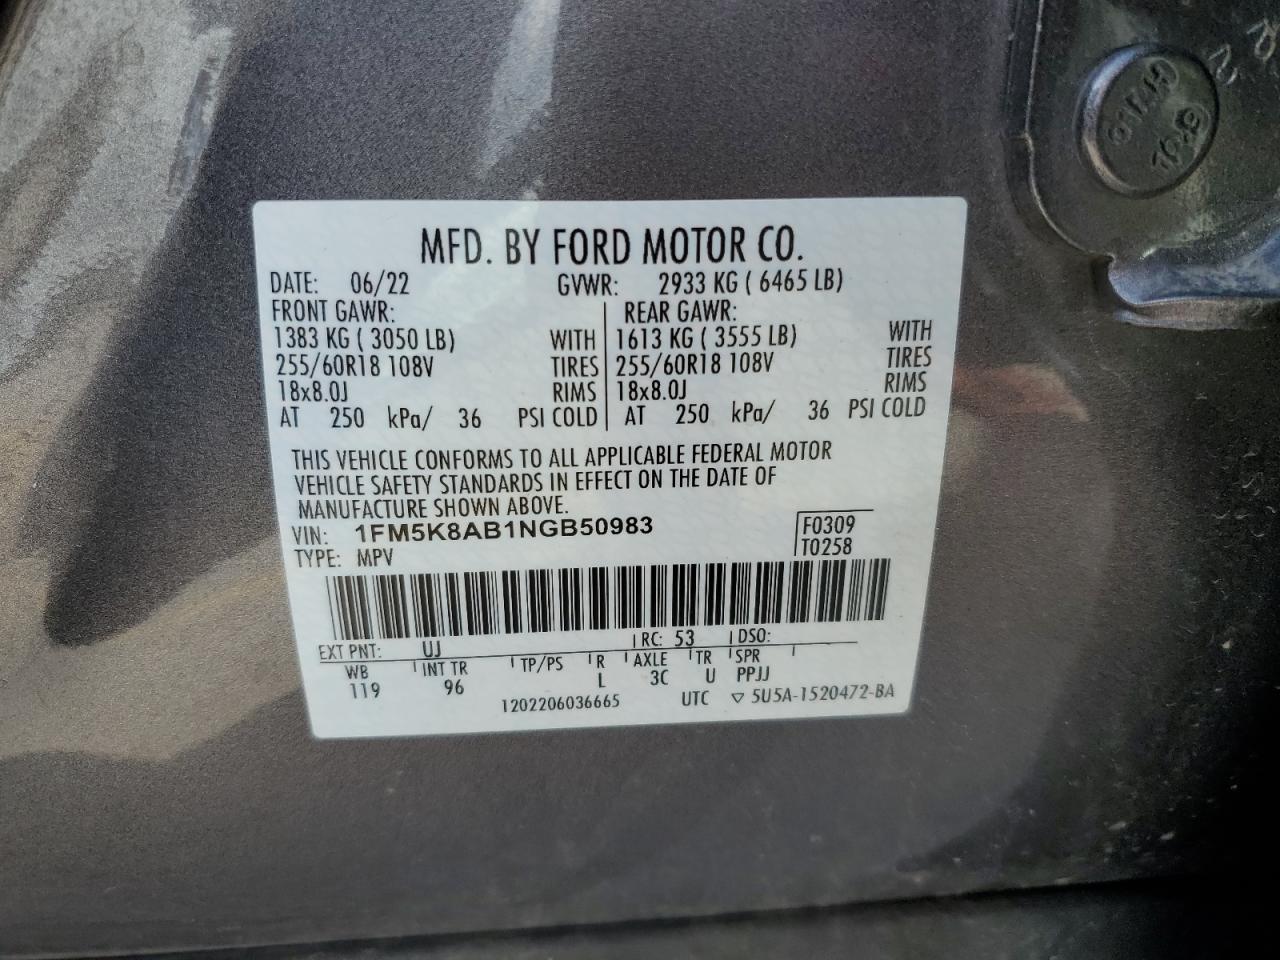 MFD. BY FORD MOTOR CO.
DATE: 06/22 GVWR: 2933 KG ( 6465 LB)
FRONT GAWR: REAR GAWR:
1383 KG ( 3050 LB) WITH 1613 KG ( 3555 LB) WITH
255/60R18 108V TIRES 255/60R18 108V TIRES
18x8.0J RIMS 18x8.0J RIMS
AT 250 kPa/ 36 PSI COLD AT 250 kPa/ 36 PSI COLD
THIS VEHICLE CONFORMS TO ALL APPLICABLE FEDERAL MOTOR
VEHICLE SAFETY STANDARDS IN EFFECT ON THE DATE OF
MANUFACTURE SHOWN ABOVE.
VIN: 1FM5K8AB1NGB50983 F0309
TYPE: MPV T0258
EXT PNT: UJ RC: 53 DSO:
WB INT TR TP/PS R AXLE TR SPR
119 96 L 3C U PPJJ
1202206036665 UTC ▽ 5U5A-1520472-BA